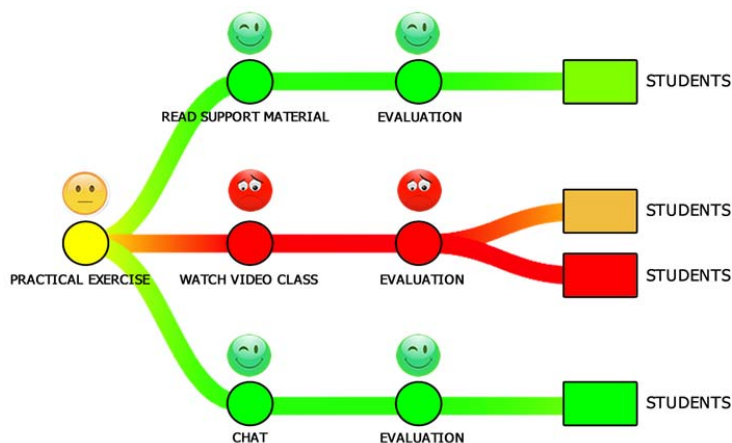 READ SUPPORT MATERIAL
EVALUATION
STUDENTS
PRACTICAL EXERCISE
WATCH VIDEO CLASS
EVALUATION
STUDENTS
STUDENTS
CHAT
EVALUATION
STUDENTS